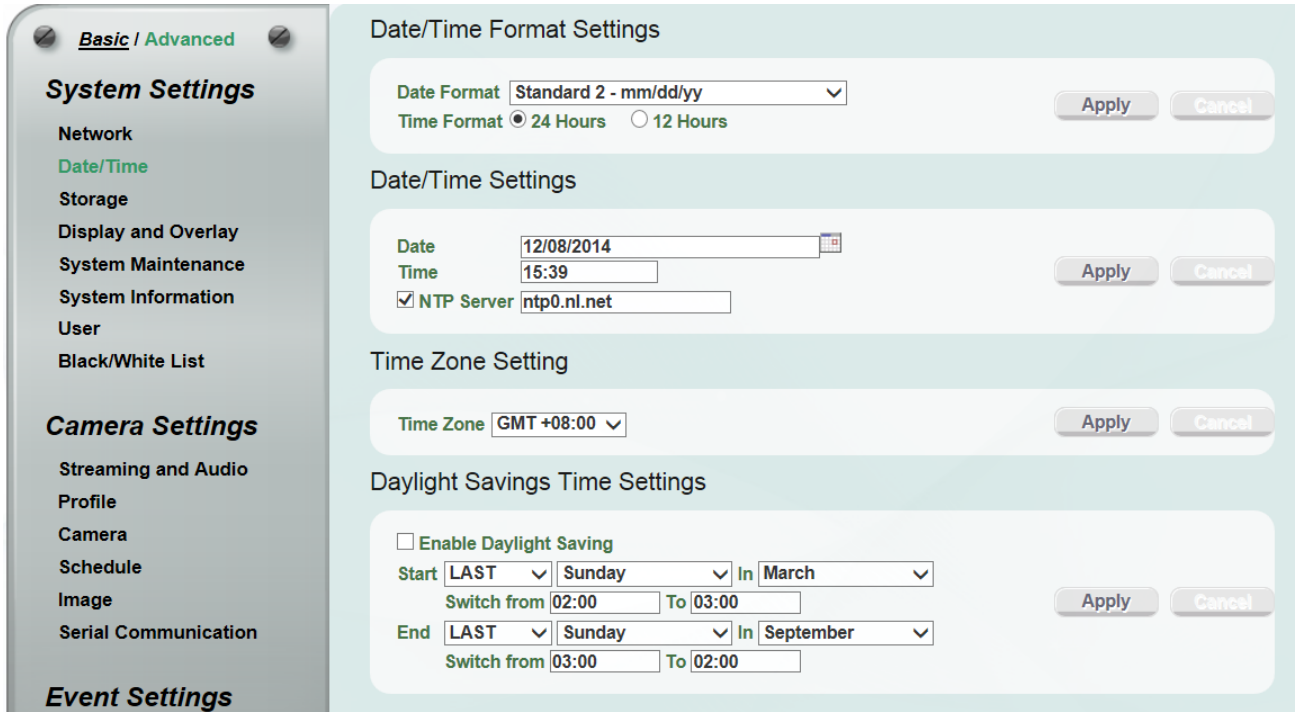 Basic / Advanced
System Settings
Network
Date/Time
Storage
Display and Overlay
System Maintenance
System Information
User
Black/White List
Camera Settings
Streaming and Audio
Profile
Camera
Schedule
Image
Serial Communication
Event Settings
Date/Time Format Settings
Date Format Standard 2 - mm/dd/yy
Time Format 24 Hours 12 Hours
Apply Cancel
Date/Time Settings
Date 12/08/2014
Time 15:39
NTP Server ntp0.nl.net
Apply Cancel
Time Zone Setting
Time Zone GMT +08:00
Apply Cancel
Daylight Savings Time Settings
Enable Daylight Saving
Start LAST Sunday In March
Switch from 02:00 To 03:00
End LAST Sunday In September
Switch from 03:00 To 02:00
Apply Cancel